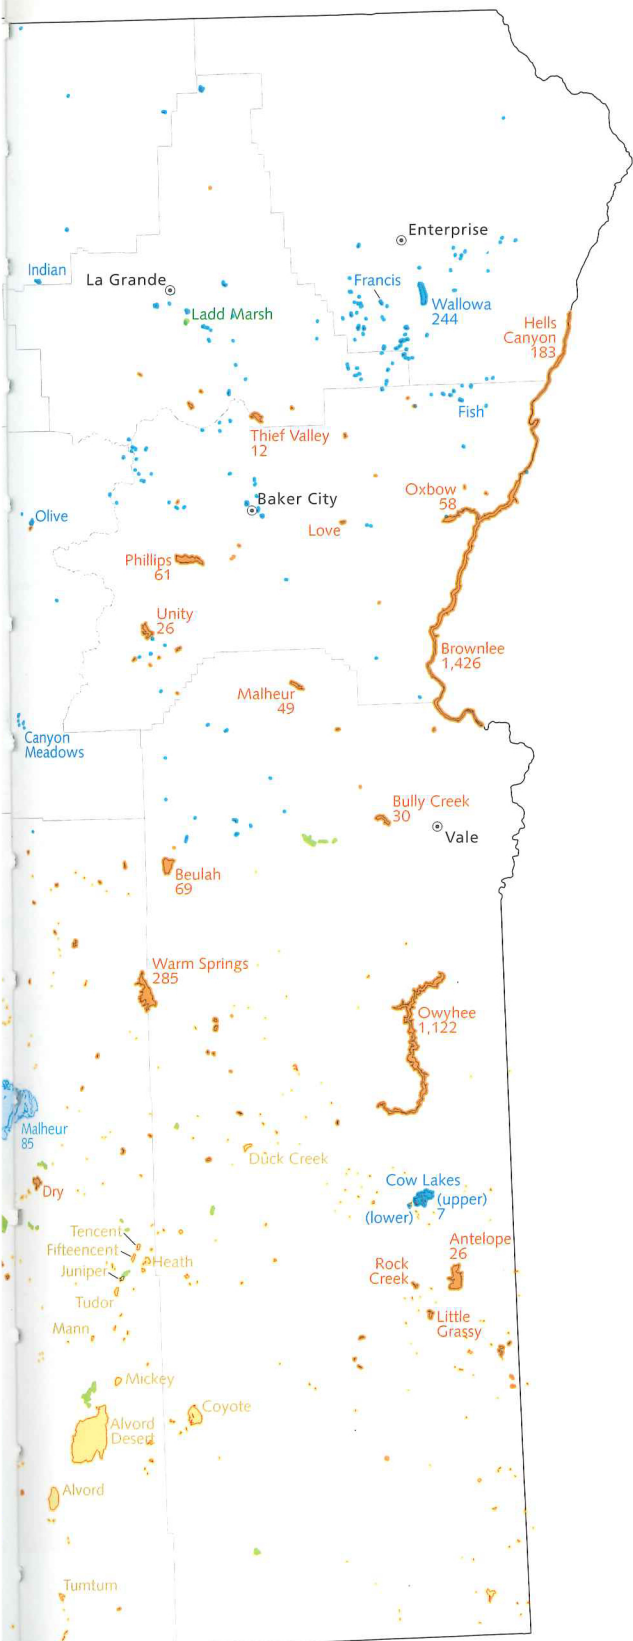 Enterprise
Indian
La Grande
Francis
Ladd Marsh
Wallowa
244
Hells
Canyon
183
Fish
Thief Valley
12
Oxbow
58
Baker City
Olive
Love
Phillips
61
Unity
26
Brownlee
1,426
Malheur
49
Canyon
Meadows
Bully Creek
30
Vale
Beulah
69
Warm Springs
285
Owyhee
1,122
Malheur
85
Duck Creek
Dry
Cow Lakes
(upper)
7
(lower)
Tencent
Fifteencent
Heath
Juniper
Antelope
26
Rock
Creek
Tudor
Little
Grassy
Mann
Mickey
Coyote
Alvord
Desert
Alvord
Tumtum